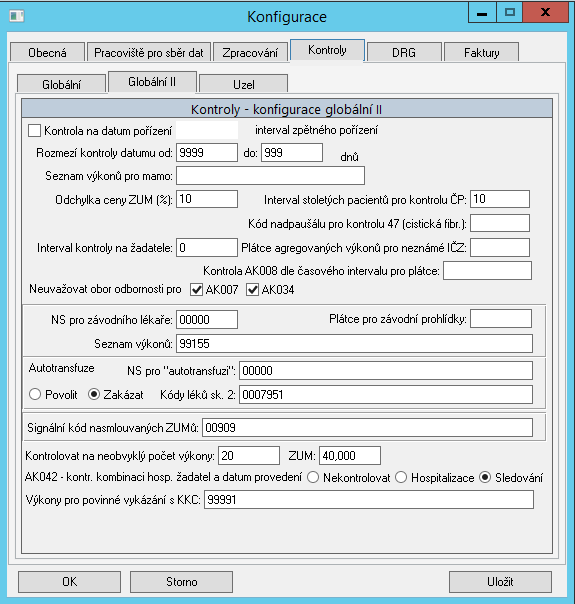 Konfigurace
Obecná Pracoviště pro sběr dat Zpracování Kontroly DRG Faktury
Globální Globální II Uzel
Kontroly - konfigurace globální II
Kontrola na datum pořízení interval zpětného pořízení
Rozmezí kontroly datumu od: 9999 do: 999 dnů
Seznam výkonů pro mamo:
Odchylka ceny ZUM (%): 10 Interval stoletých pacientů pro kontrolu ČP: 10
Kód nadpaušálu pro kontrolu 47 (cistická fibr.):
Interval kontroly na žadatele: 0 Plátce agregovaných výkonů pro neznámé IČZ:
Kontrola AK008 dle časového intervalu pro plátce:
Neuvažovat obor odbornosti pro AK007 AK034
NS pro závodního lékaře: 00000 Plátce pro závodní prohlídky:
Seznam výkonů: 99155
Autotransfuze NS pro "autotransfuzi": 00000
Povolit Zakázat Kódy léků sk. 2: 0007951
Signální kód nasmlouvaných ZUMů: 00909
Kontrolovat na neobvyklý počet výkony: 20 ZUM: 40,000
AK042 - kontr. kombinaci hosp. žadatel a datum provedení Nekontrolovat Hospitalizace Sledování
Výkony pro povinné vykázání s KKC: 99991
OK Storno Uložit